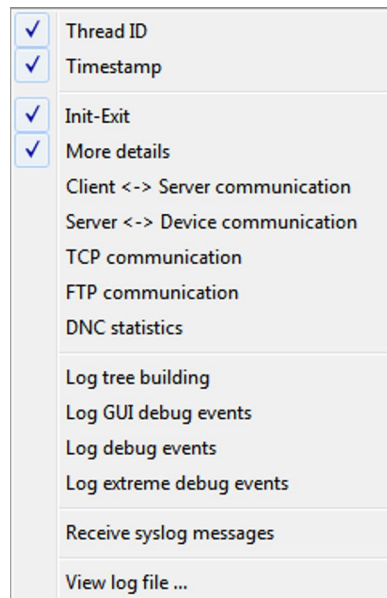 Thread ID
Timestamp
Init-Exit
More details
Client <-> Server communication
Server <-> Device communication
TCP communication
FTP communication
DNC statistics
Log tree building
Log GUI debug events
Log debug events
Log extreme debug events
Receive syslog messages
View log file ...